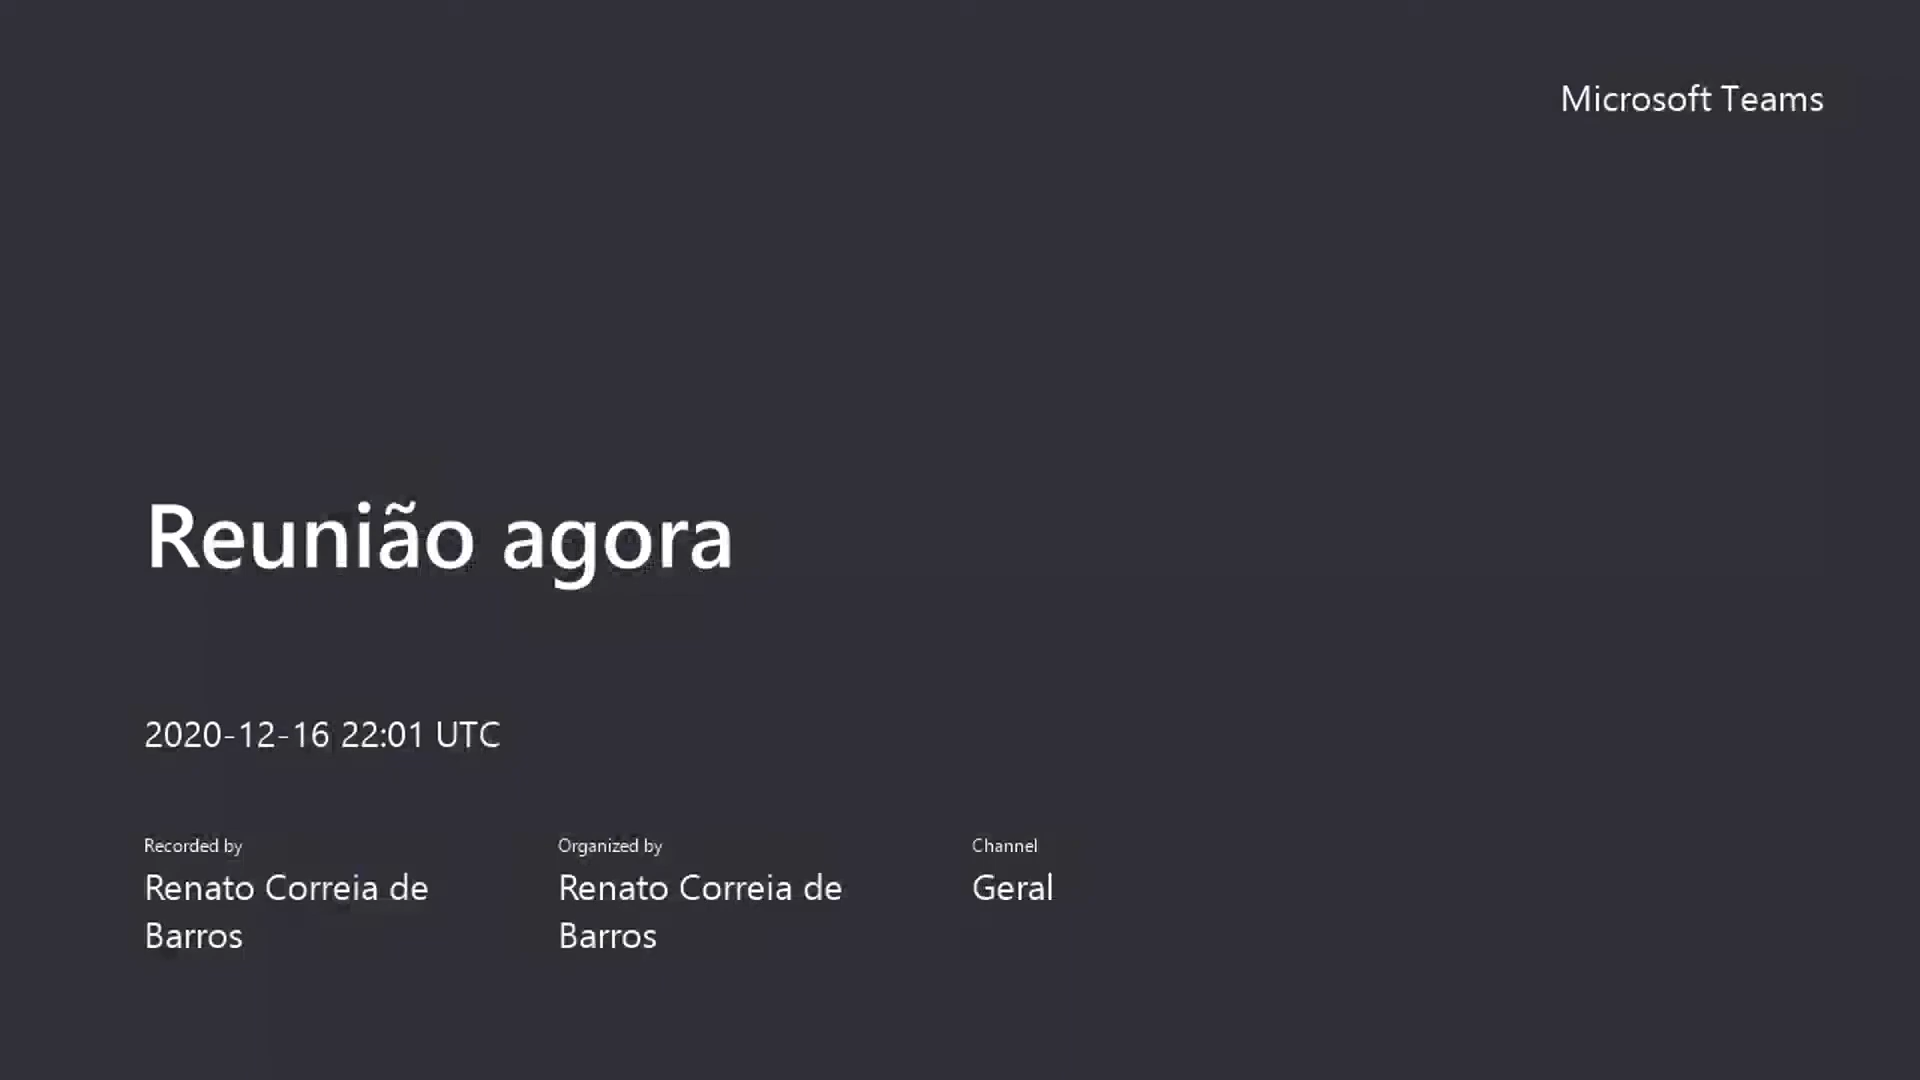 Microsoft Teams
Reunião agora
2020-12-16 22:01 UTC
Recorded by
Renato Correia de
Barros
Organized by
Renato Correia de
Barros
Channel
Geral